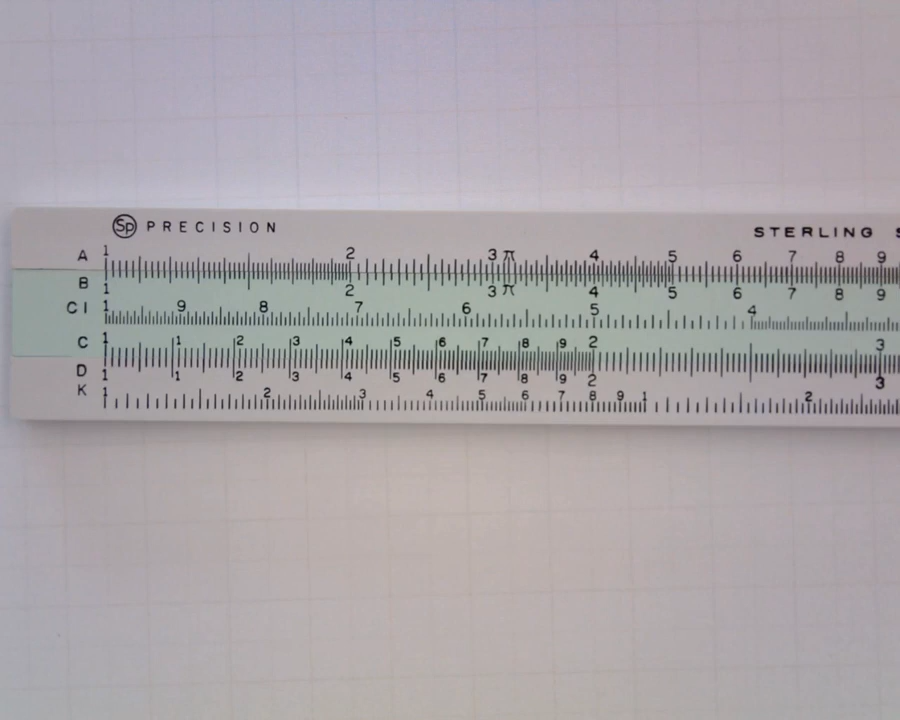 Sp PRECISION
STERLING S
A 1 2 3 π 4 5 6 7 8 9
B 1 2 3 π 4 5 6 7 8 9
CI 1 9 8 7 6 5 4
C 1 1 2 3 4 5 6 7 8 9 2 3
D 1 1 2 3 4 5 6 7 8 9 2 3
K 1 2 3 4 5 6 7 8 9 1 2